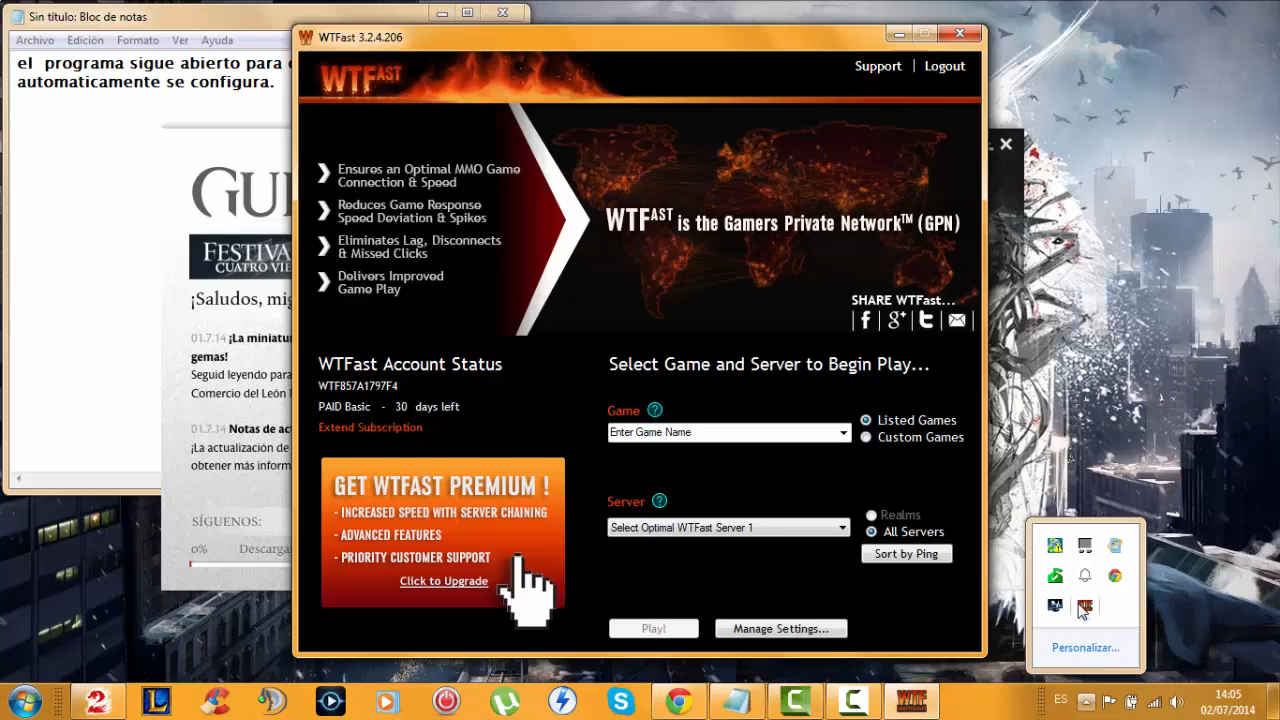 Sin título: Bloc de notas
Archivo Edición Formato Ver Ayuda
el programa sigue abierto para
automaticamente se configura.
GUI
FESTIVA
CUATRO VIE
¡Saludos, mi
01.7.14 ¡La miniatur
gemas!
Seguid leyendo para
Comercio del León
01.7.14 Notas de ac
¡La actualización de
obtener más inform
SÍGUENOS:
0% Descarga
WTFast 3.2.4.206
WTFAST
Support | Logout
Ensures an Optimal MMO Game
Connection & Speed
Reduces Game Response
Speed Deviation & Spikes
Eliminates Lag, Disconnects
& Missed Clicks
Delivers Improved
Game Play
WTFAST is the Gamers Private Network™ (GPN)
SHARE WTFast...
WTFast Account Status
WTF857A1797F4
PAID Basic - 30 days left
Extend Subscription
GET WTFAST PREMIUM !
- INCREASED SPEED WITH SERVER CHAINING
- ADVANCED FEATURES
- PRIORITY CUSTOMER SUPPORT
Click to Upgrade
Select Game and Server to Begin Play...
Game ?
Enter Game Name
Listed Games
Custom Games
Server ?
Select Optimal WTFast Server 1
Realms
All Servers
Sort by Ping
Play!
Manage Settings...
Personalizar...
ES
14:05
02/07/2014